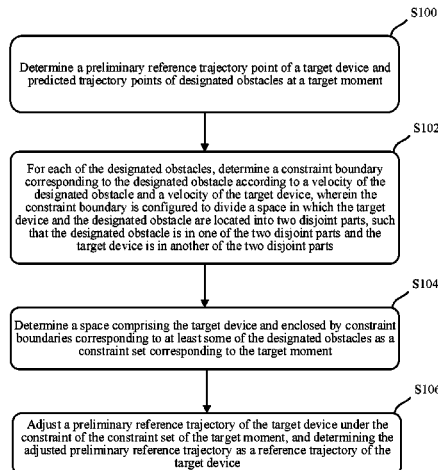 S100
Determine a preliminary reference trajectory point of a target device and
predicted trajectory points of designated obstacles at a target moment
S102
For each of the designated obstacles, determine a constraint boundary
corresponding to the designated obstacle according to a velocity of the
designated obstacle and a velocity of the target device, wherein the
constraint boundary is configured to divide a space in which the target
device and the designated obstacle are located into two disjoint parts, such
that the designated obstacle is in one of the two disjoint parts and the
target device is in another of the two disjoint parts
S104
Determine a space comprising the target device and enclosed by constraint
boundaries corresponding to at least some of the designated obstacles as a
constraint set corresponding to the target moment
S106
Adjust a preliminary reference trajectory of the target device under the
constraint of the constraint set of the target moment, and determining the
adjusted preliminary reference trajectory as a reference trajectory of the
target device